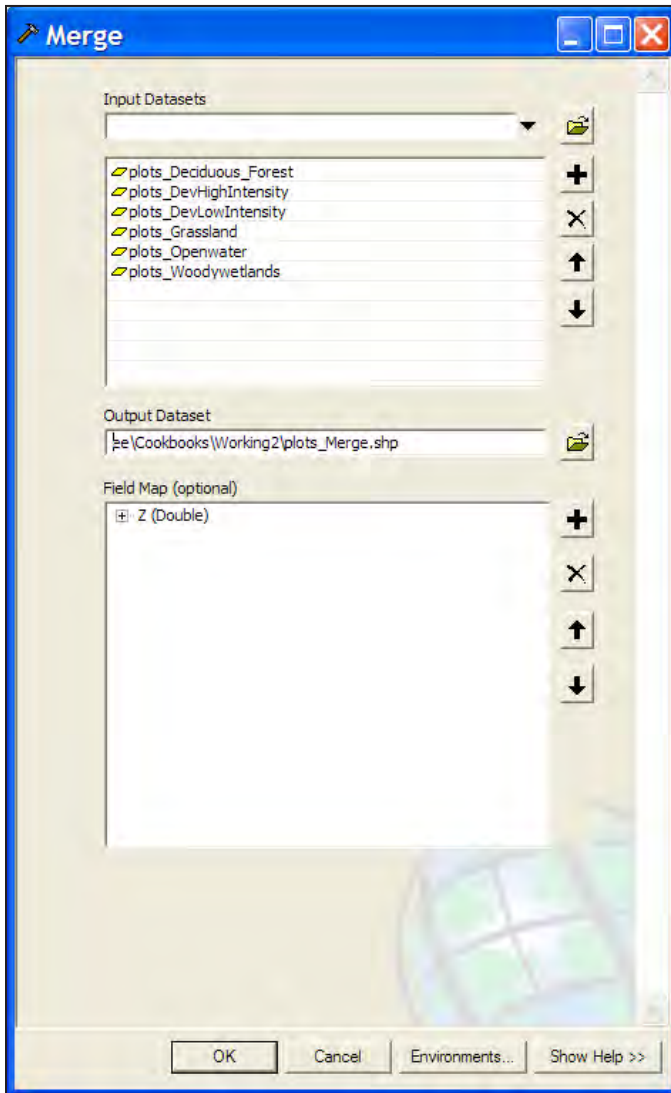 Merge
Input Datasets
plots_Deciduous_Forest
plots_DevHighIntensity
plots_DevLowIntensity
plots_Grassland
plots_Openwater
plots_Woodywetlands
Output Dataset
ee\Cookbooks\Working2\plots_Merge.shp
Field Map (optional)
Z (Double)
OK
Cancel
Environments...
Show Help >>